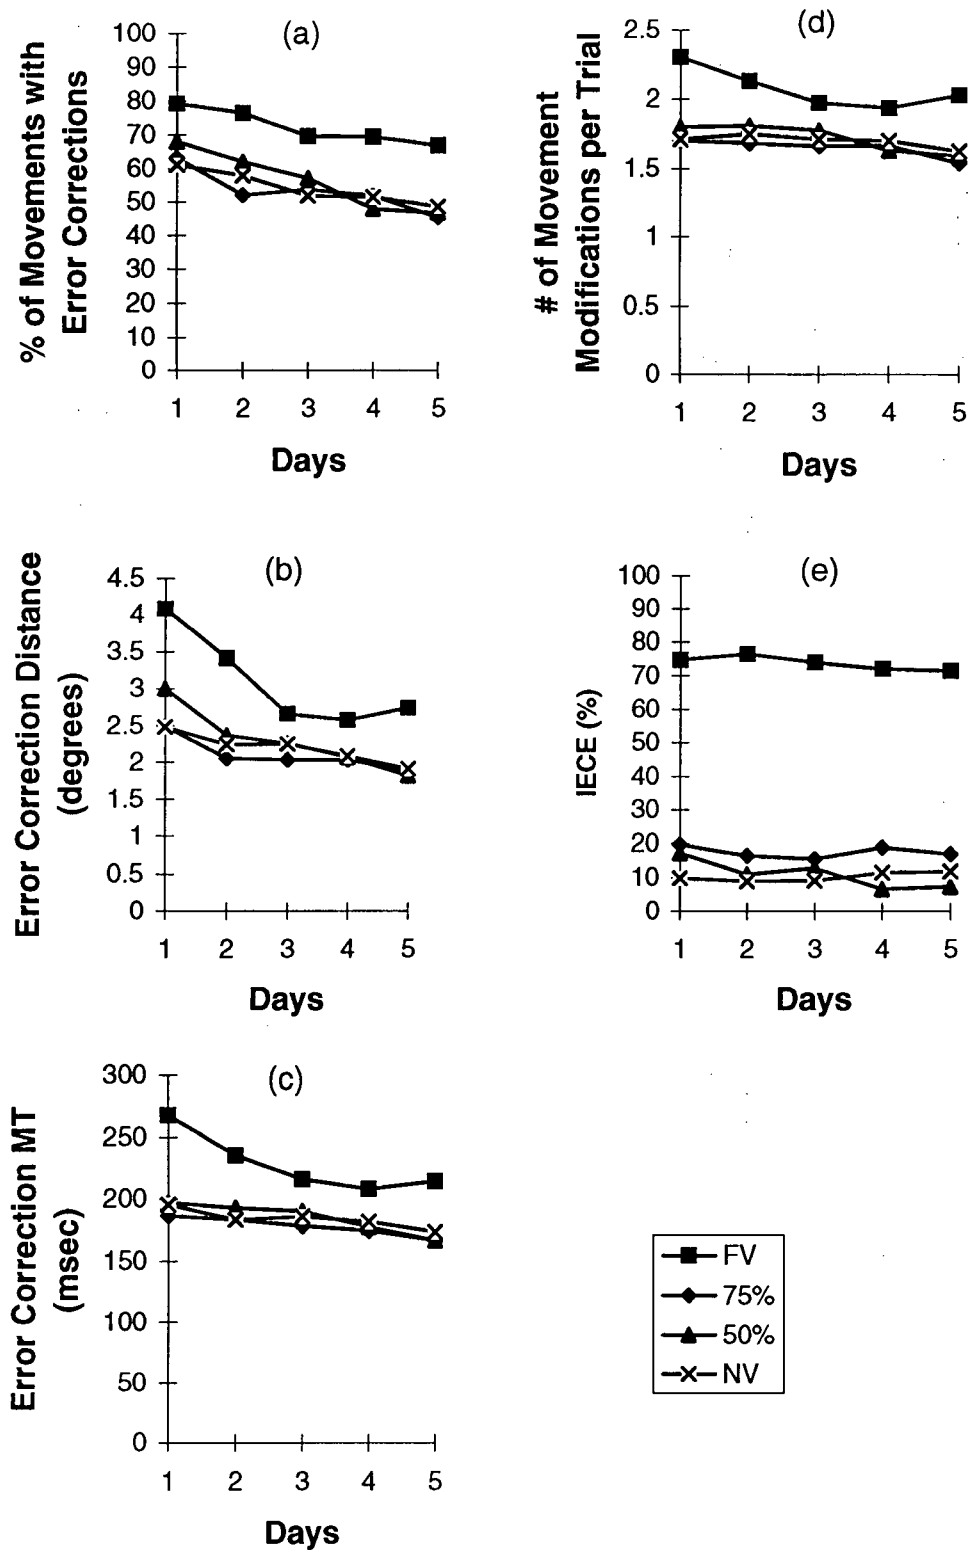 (a)
% of Movements with
Error Corrections
100
90
80
70
60
50
40
30
20
10
0
1 2 3 4 5
Days
(d)
# of Movement
Modifications per Trial
2.5
2
1.5
1
0.5
0
1 2 3 4 5
Days
(b)
Error Correction Distance
(degrees)
4.5
4
3.5
3
2.5
2
1.5
1
0.5
0
1 2 3 4 5
Days
(e)
IECE (%)
100
90
80
70
60
50
40
30
20
10
0
1 2 3 4 5
Days
(c)
Error Correction MT
(msec)
300
250
200
150
100
50
0
1 2 3 4 5
Days
FV
75%
50%
NV